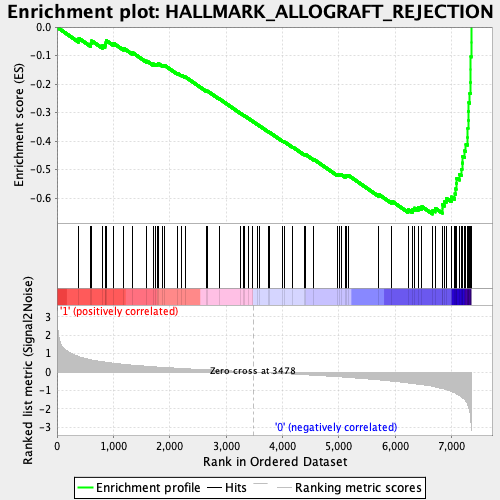 Enrichment plot: HALLMARK_ALLOGRAFT_REJECTION
Enrichment score (ES)
0.0
-0.1
-0.2
-0.3
-0.4
-0.5
-0.6
'1' (positively correlated)
Ranked list metric (Signal2Noise)
3
2
1
0
-1
-2
-3
Zero cross at 3478
'0' (negatively correlated)
0
1,000
2,000
3,000
4,000
5,000
6,000
7,000
Rank in Ordered Dataset
Enrichment profile
Hits
Ranking metric scores